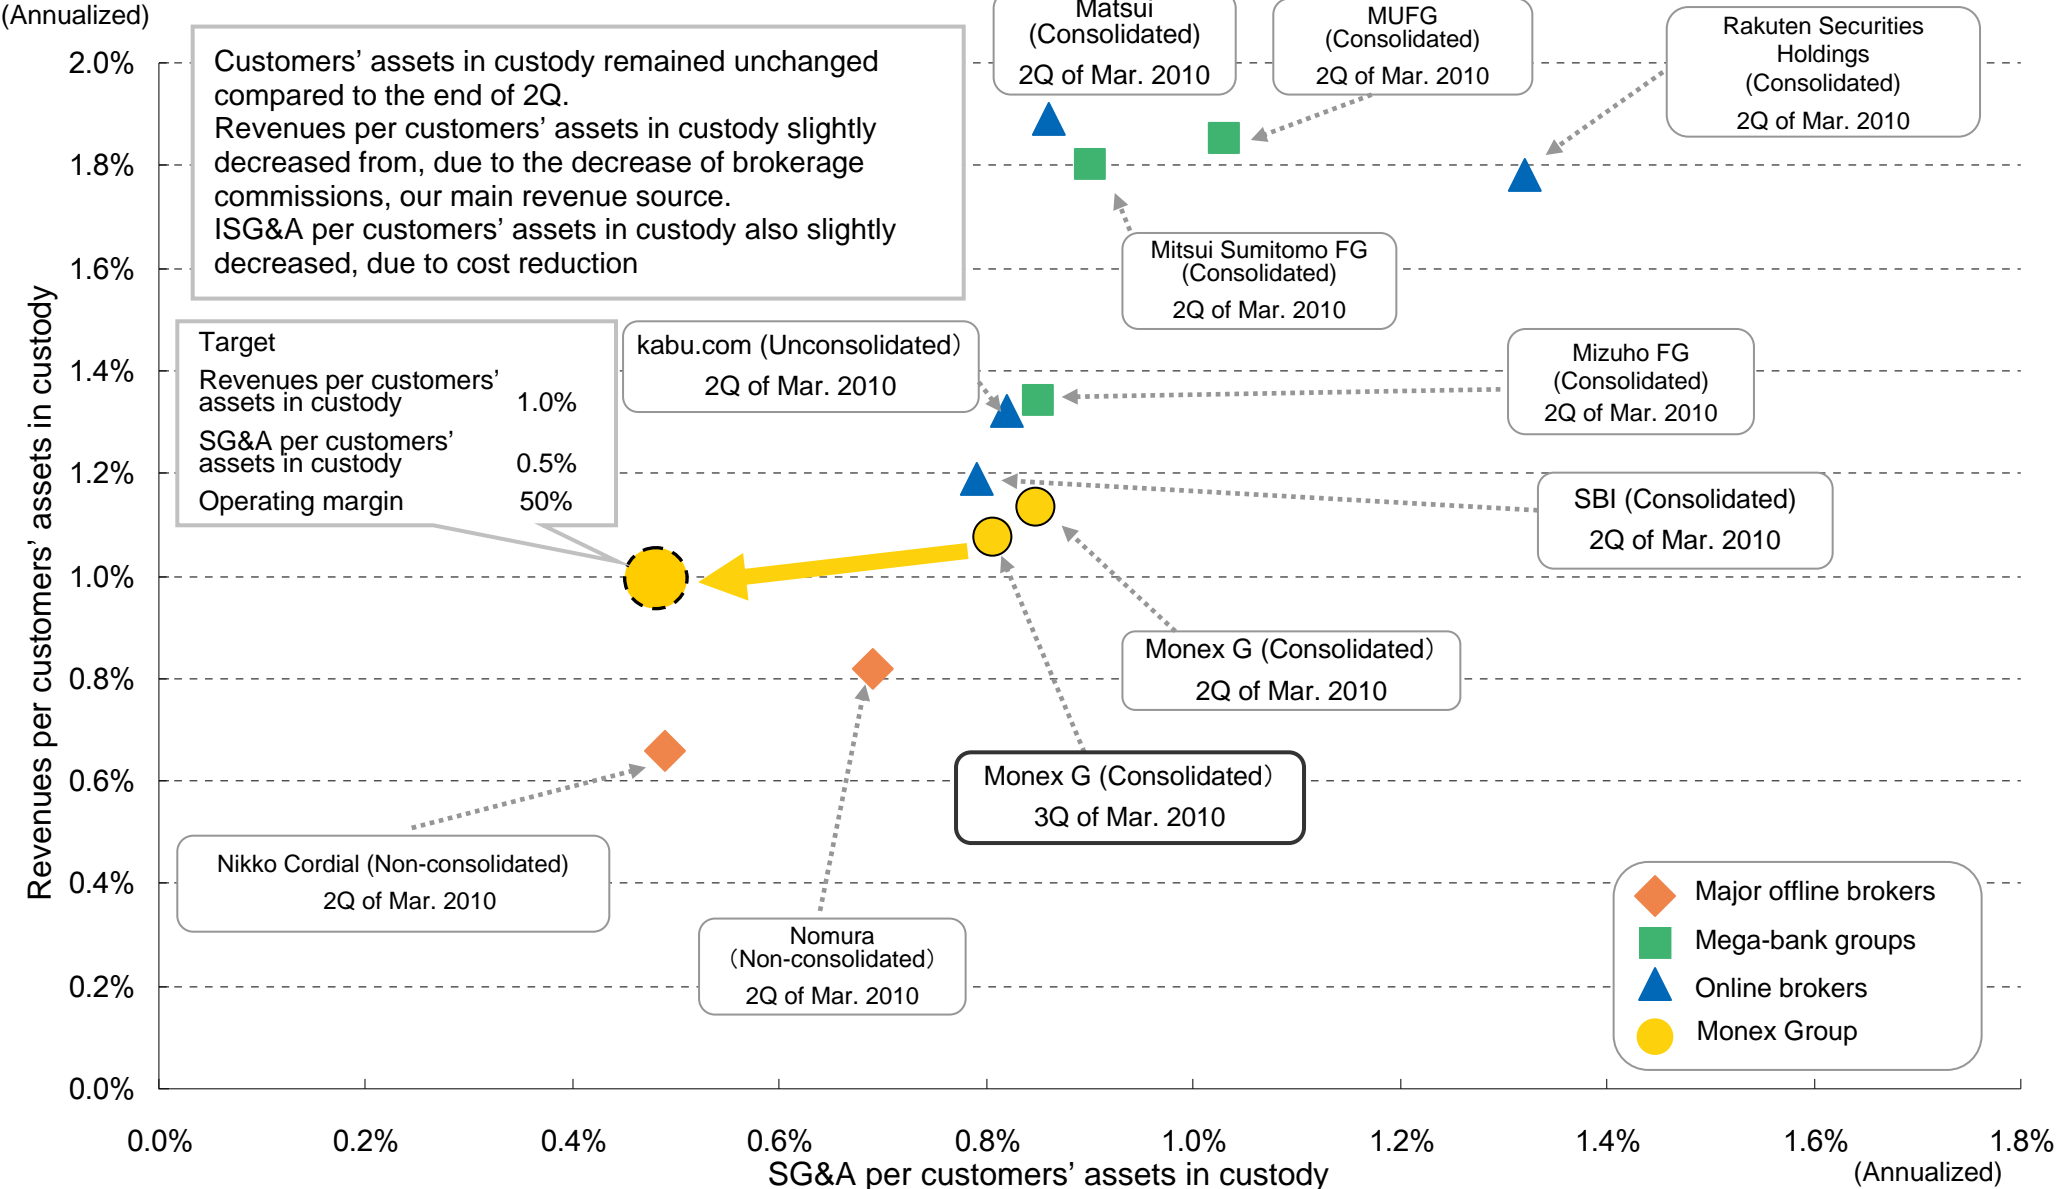 (Annualized)
Customers’ assets in custody remained unchanged
compared to the end of 2Q.
Revenues per customers’ assets in custody slightly
decreased from, due to the decrease of brokerage
commissions, our main revenue source.
ISG&A per customers’ assets in custody also slightly
decreased, due to cost reduction
Matsui
(Consolidated)
2Q of Mar. 2010
MUFG
(Consolidated)
2Q of Mar. 2010
Rakuten Securities
Holdings
(Consolidated)
2Q of Mar. 2010
Mitsui Sumitomo FG
(Consolidated)
2Q of Mar. 2010
Target
Revenues per customers’
assets in custody 1.0%
SG&A per customers’
assets in custody 0.5%
Operating margin 50%
kabu.com (Unconsolidated）
2Q of Mar. 2010
Mizuho FG
(Consolidated)
2Q of Mar. 2010
SBI (Consolidated)
2Q of Mar. 2010
Monex G (Consolidated）
2Q of Mar. 2010
Monex G (Consolidated）
3Q of Mar. 2010
Nikko Cordial (Non-consolidated)
2Q of Mar. 2010
Nomura
（Non-consolidated）
2Q of Mar. 2010
Major offline brokers
Mega-bank groups
Online brokers
Monex Group
Revenues per customers’ assets in custody
2.0%
1.8%
1.6%
1.4%
1.2%
1.0%
0.8%
0.6%
0.4%
0.2%
0.0%
0.0% 0.2% 0.4% 0.6% 0.8% 1.0% 1.2% 1.4% 1.6% 1.8%
SG&A per customers’ assets in custody
(Annualized)